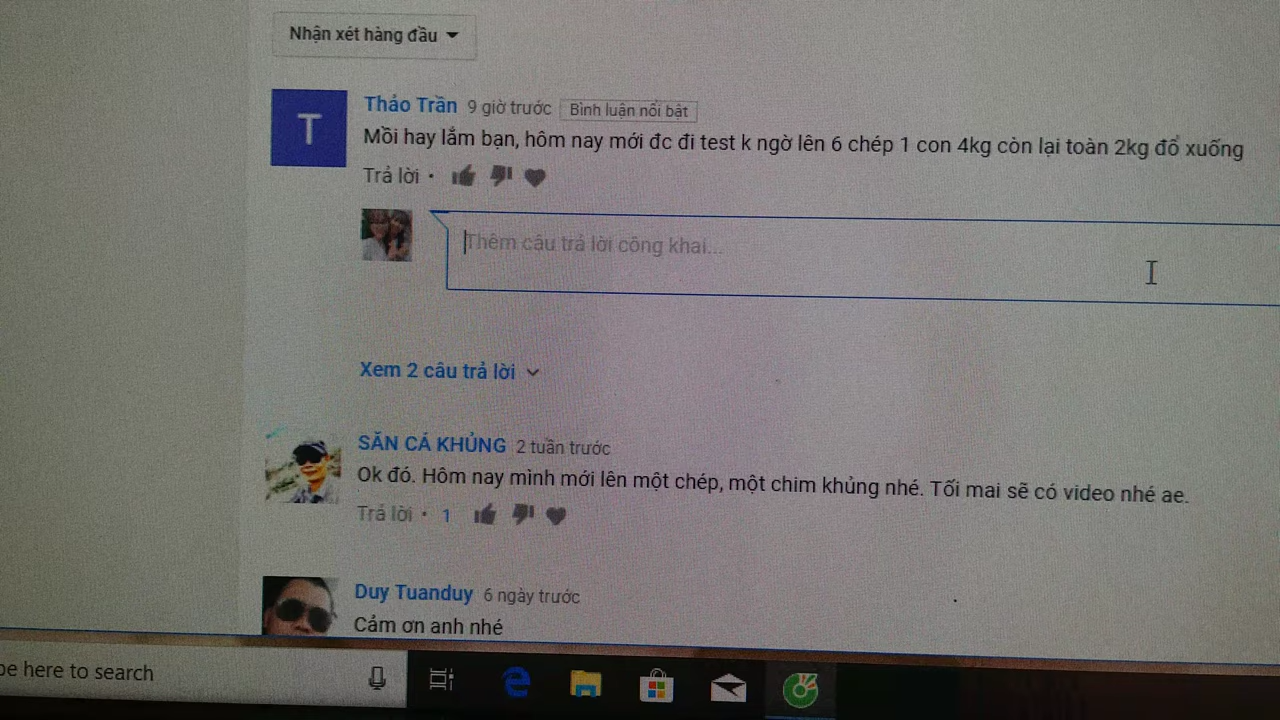 Nhận xét hàng đầu
T
Thảo Trần 9 giờ trước Bình luận nổi bật
Mồi hay lắm bạn, hôm nay mới đc đi test k ngờ lên 6 chép 1 con 4kg còn lại toàn 2kg đổ xuống
Trả lời •
Thêm câu trả lời công khai...
Xem 2 câu trả lời
SĂN CÁ KHỦNG 2 tuần trước
Ok đó. Hôm nay mình mới lên một chép, một chim khủng nhé. Tối mai sẽ có video nhé ae.
Trả lời • 1
Duy Tuanduy 6 ngày trước
Cảm ơn anh nhé
pe here to search